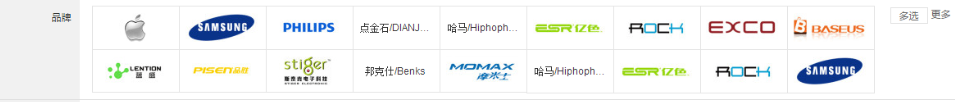 品牌
SAMSUNG
PHILIPS
点金石/DIANJ...
哈马/Hiphoph...
ESR亿色
ROCK
EXCO
BASEUS
多选
更多
LENTION
蓝盛
PISEN品胜
stiger
斯泰克电子科技
POWER ELECTRONICS
邦克仕/Benks
MOMAX
摩米士
哈马/Hiphoph...
ESR亿色
ROCK
SAMSUNG